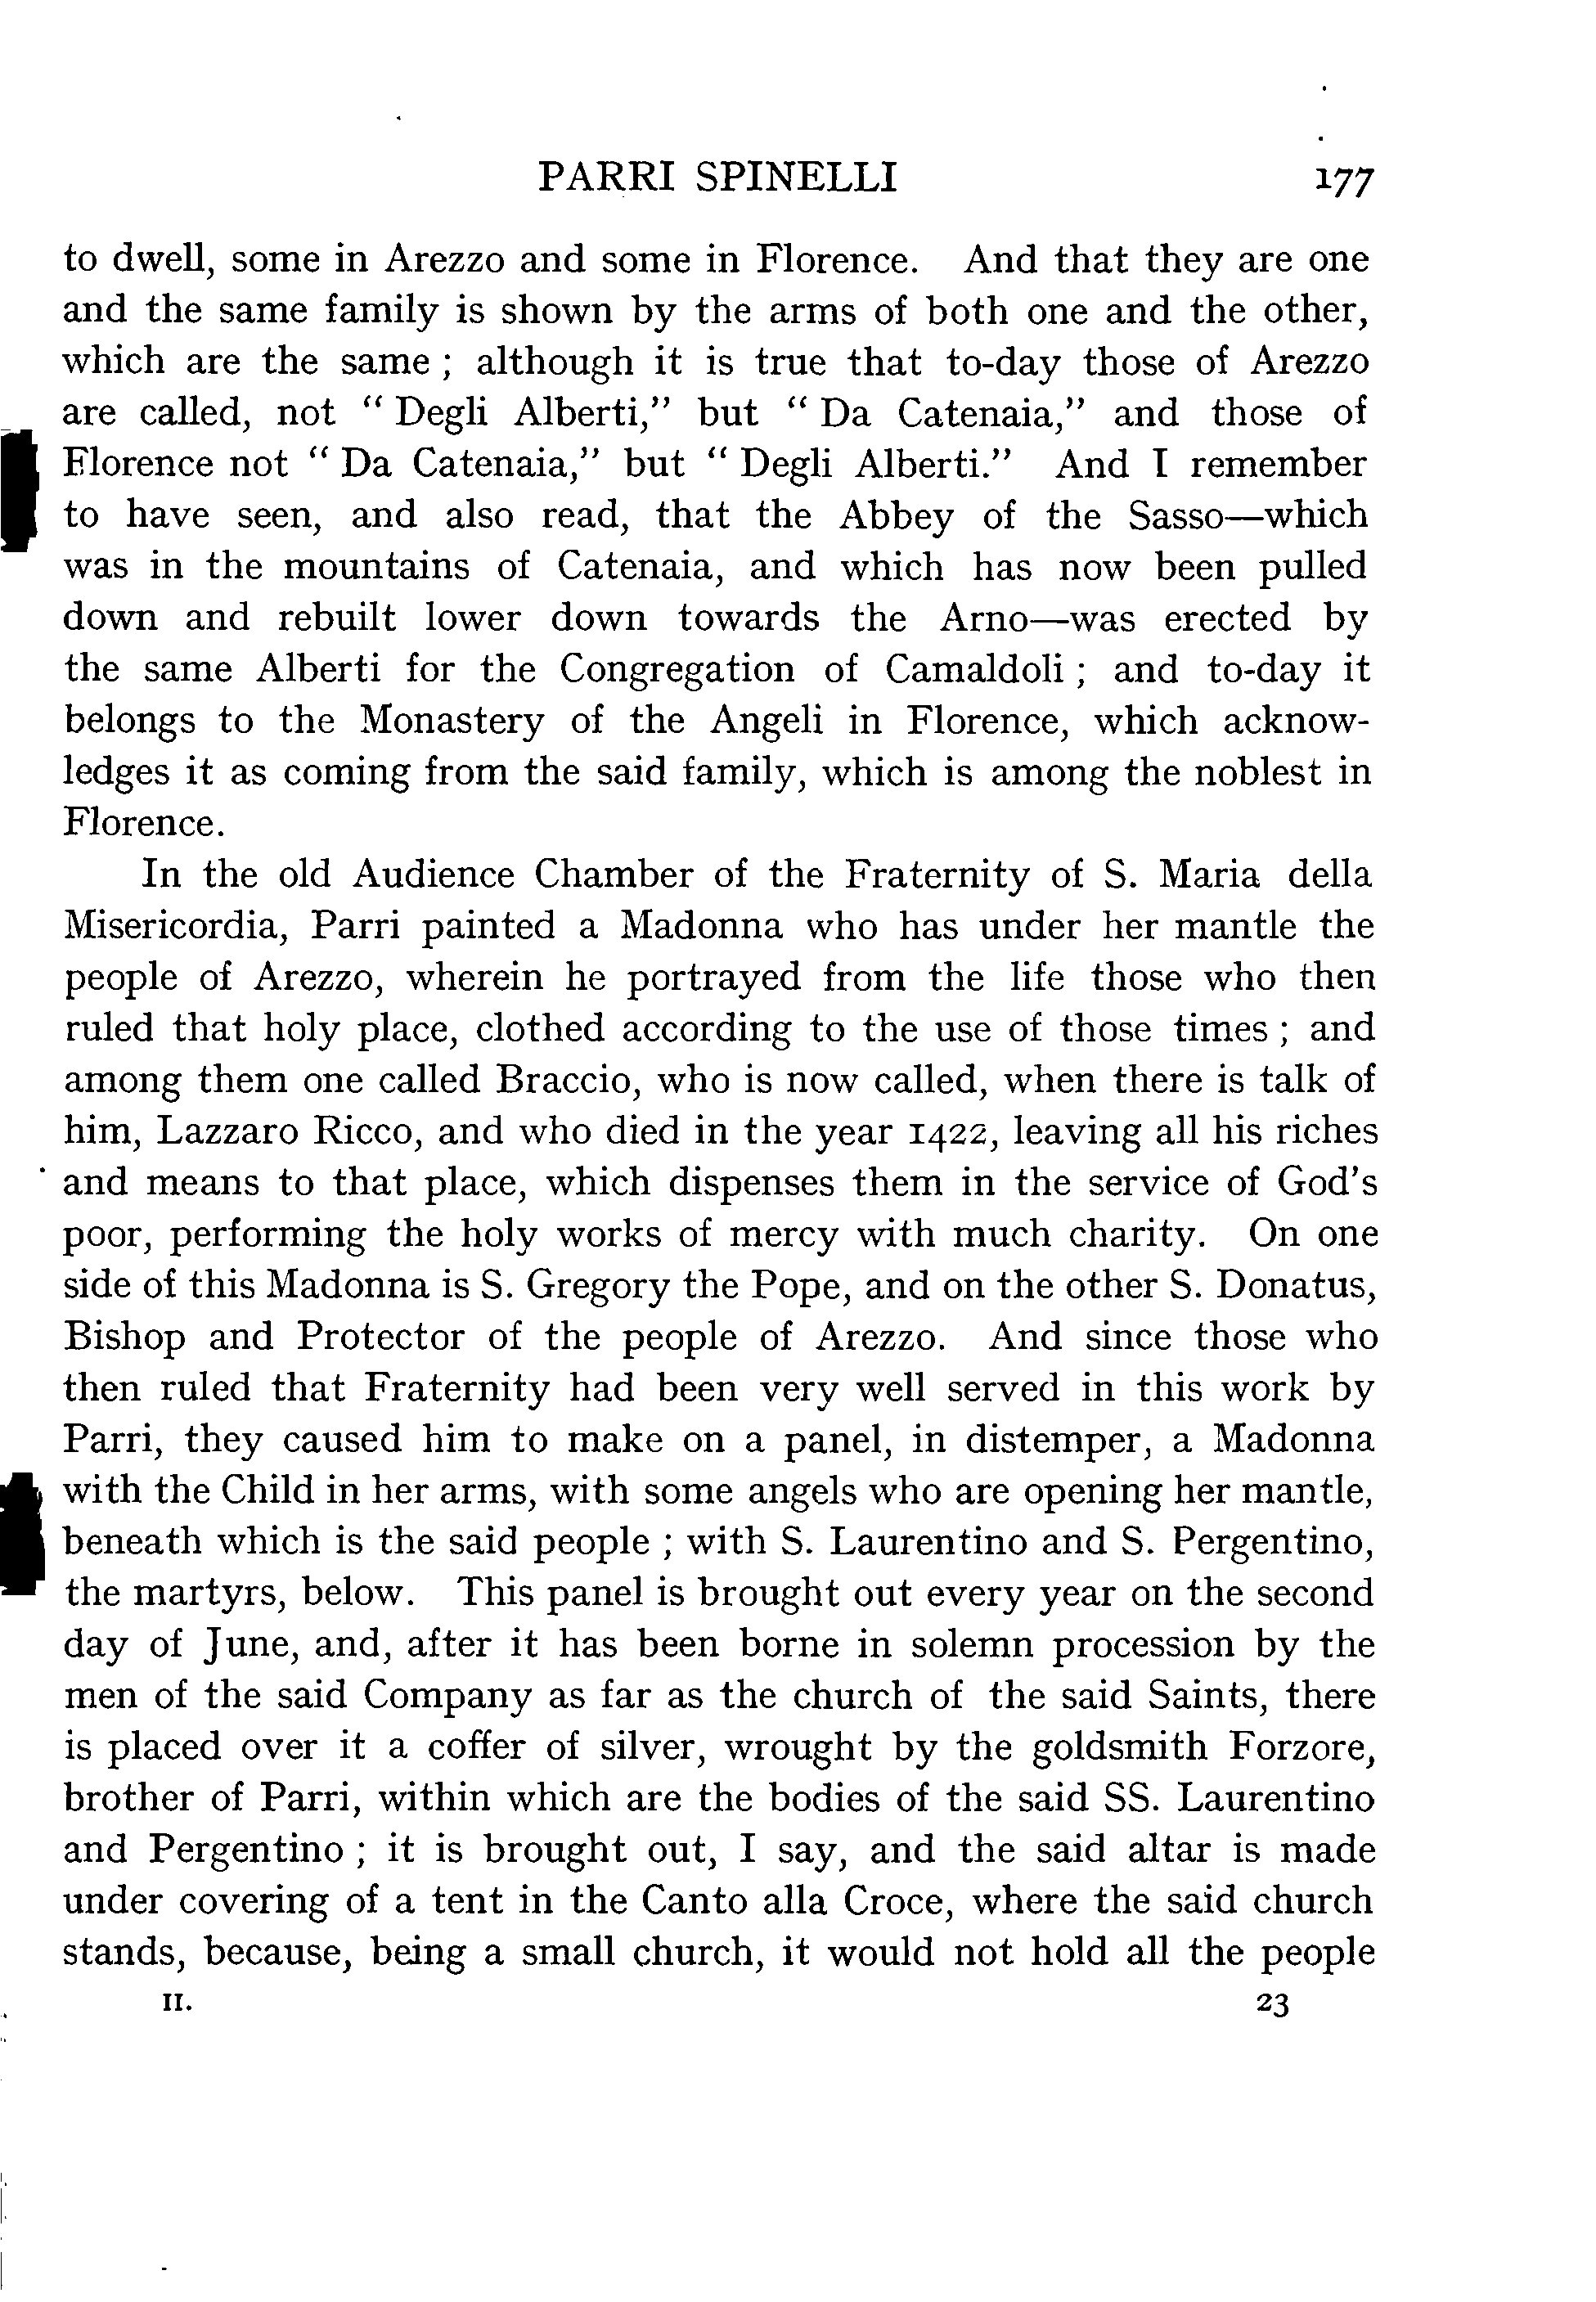 PARRI SPINELLI 177
to dwell, some in Arezzo and some in Florence. And that they are one
and the same family is shown by the arms of both one and the other,
which are the same ; although it is true that to-day those of Arezzo
are called, not “ Degli Alberti,” but “ Da Catenaia,” and those of
Florence not “ Da Catenaia,” but “ Degli Alberti.” And I remember
to have seen, and also read, that the Abbey of the Sasso—which
was in the mountains of Catenaia, and which has now been pulled
down and rebuilt lower down towards the Arno—was erected by
the same Alberti for the Congregation of Camaldoli ; and to-day it
belongs to the Monastery of the Angeli in Florence, which acknow-
ledges it as coming from the said family, which is among the noblest in
Florence.
In the old Audience Chamber of the Fraternity of S. Maria della
Misericordia, Parri painted a Madonna who has under her mantle the
people of Arezzo, wherein he portrayed from the life those who then
ruled that holy place, clothed according to the use of those times ; and
among them one called Braccio, who is now called, when there is talk of
him, Lazzaro Ricco, and who died in the year 1422, leaving all his riches
and means to that place, which dispenses them in the service of God’s
poor, performing the holy works of mercy with much charity. On one
side of this Madonna is S. Gregory the Pope, and on the other S. Donatus,
Bishop and Protector of the people of Arezzo. And since those who
then ruled that Fraternity had been very well served in this work by
Parri, they caused him to make on a panel, in distemper, a Madonna
with the Child in her arms, with some angels who are opening her mantle,
beneath which is the said people ; with S. Laurentino and S. Pergentino,
the martyrs, below. This panel is brought out every year on the second
day of June, and, after it has been borne in solemn procession by the
men of the said Company as far as the church of the said Saints, there
is placed over it a coffer of silver, wrought by the goldsmith Forzore,
brother of Parri, within which are the bodies of the said SS. Laurentino
and Pergentino ; it is brought out, I say, and the said altar is made
under covering of a tent in the Canto alla Croce, where the said church
stands, because, being a small church, it would not hold all the people
II. 23